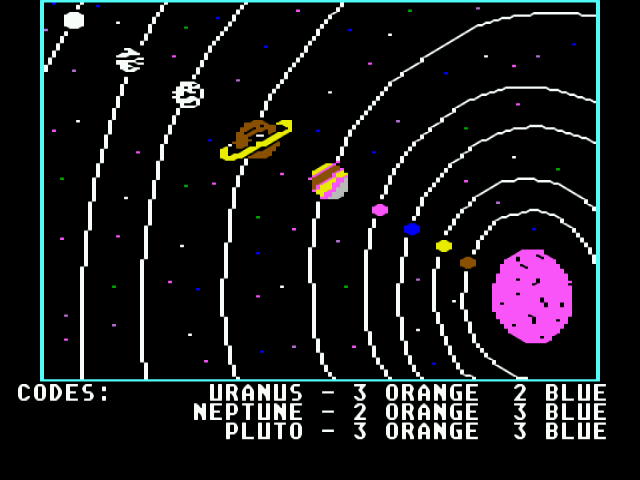 CODES: URANUS - 3 ORANGE 2 BLUE
NEPTUNE - 2 ORANGE 3 BLUE
PLUTO - 3 ORANGE 3 BLUE